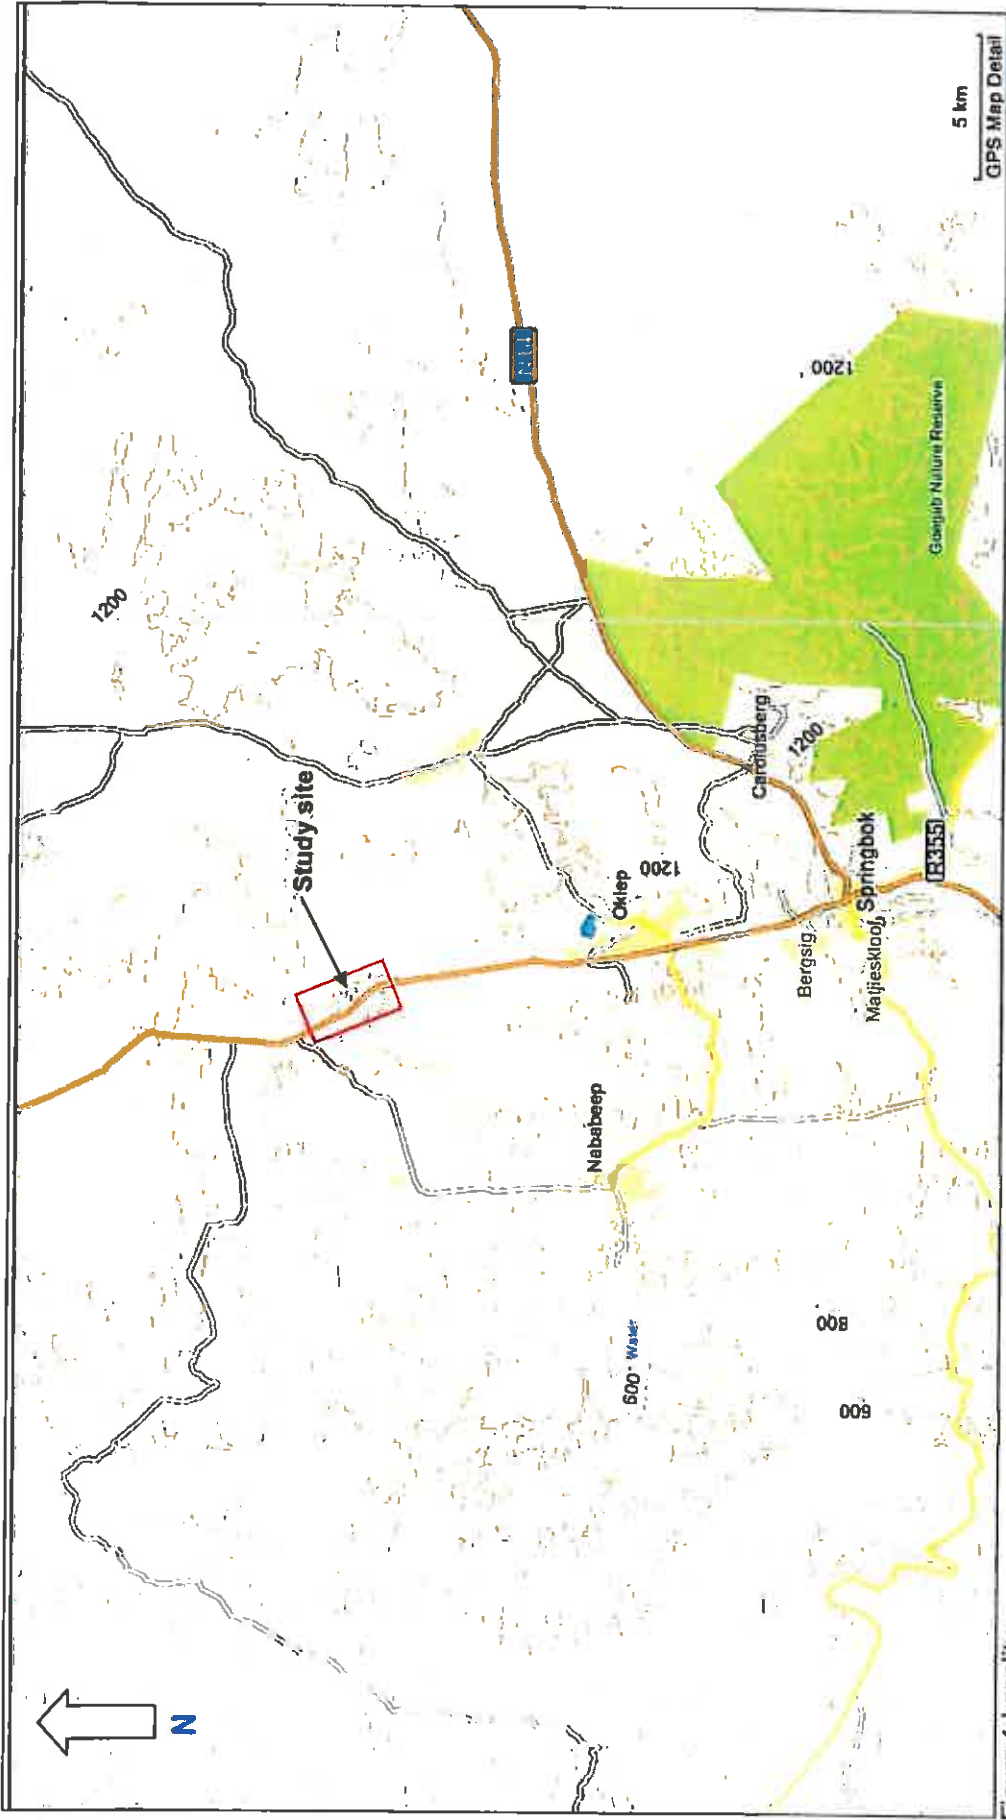 N
1200
Study site
N14
Okiep
1200
Nababeep
600
Water
Carolusberg
1200
1200
Goegab Nature Reserve
Springbok
R355
Bergsig
Matjieskloof
800
600
5 km
GPS Map Detail